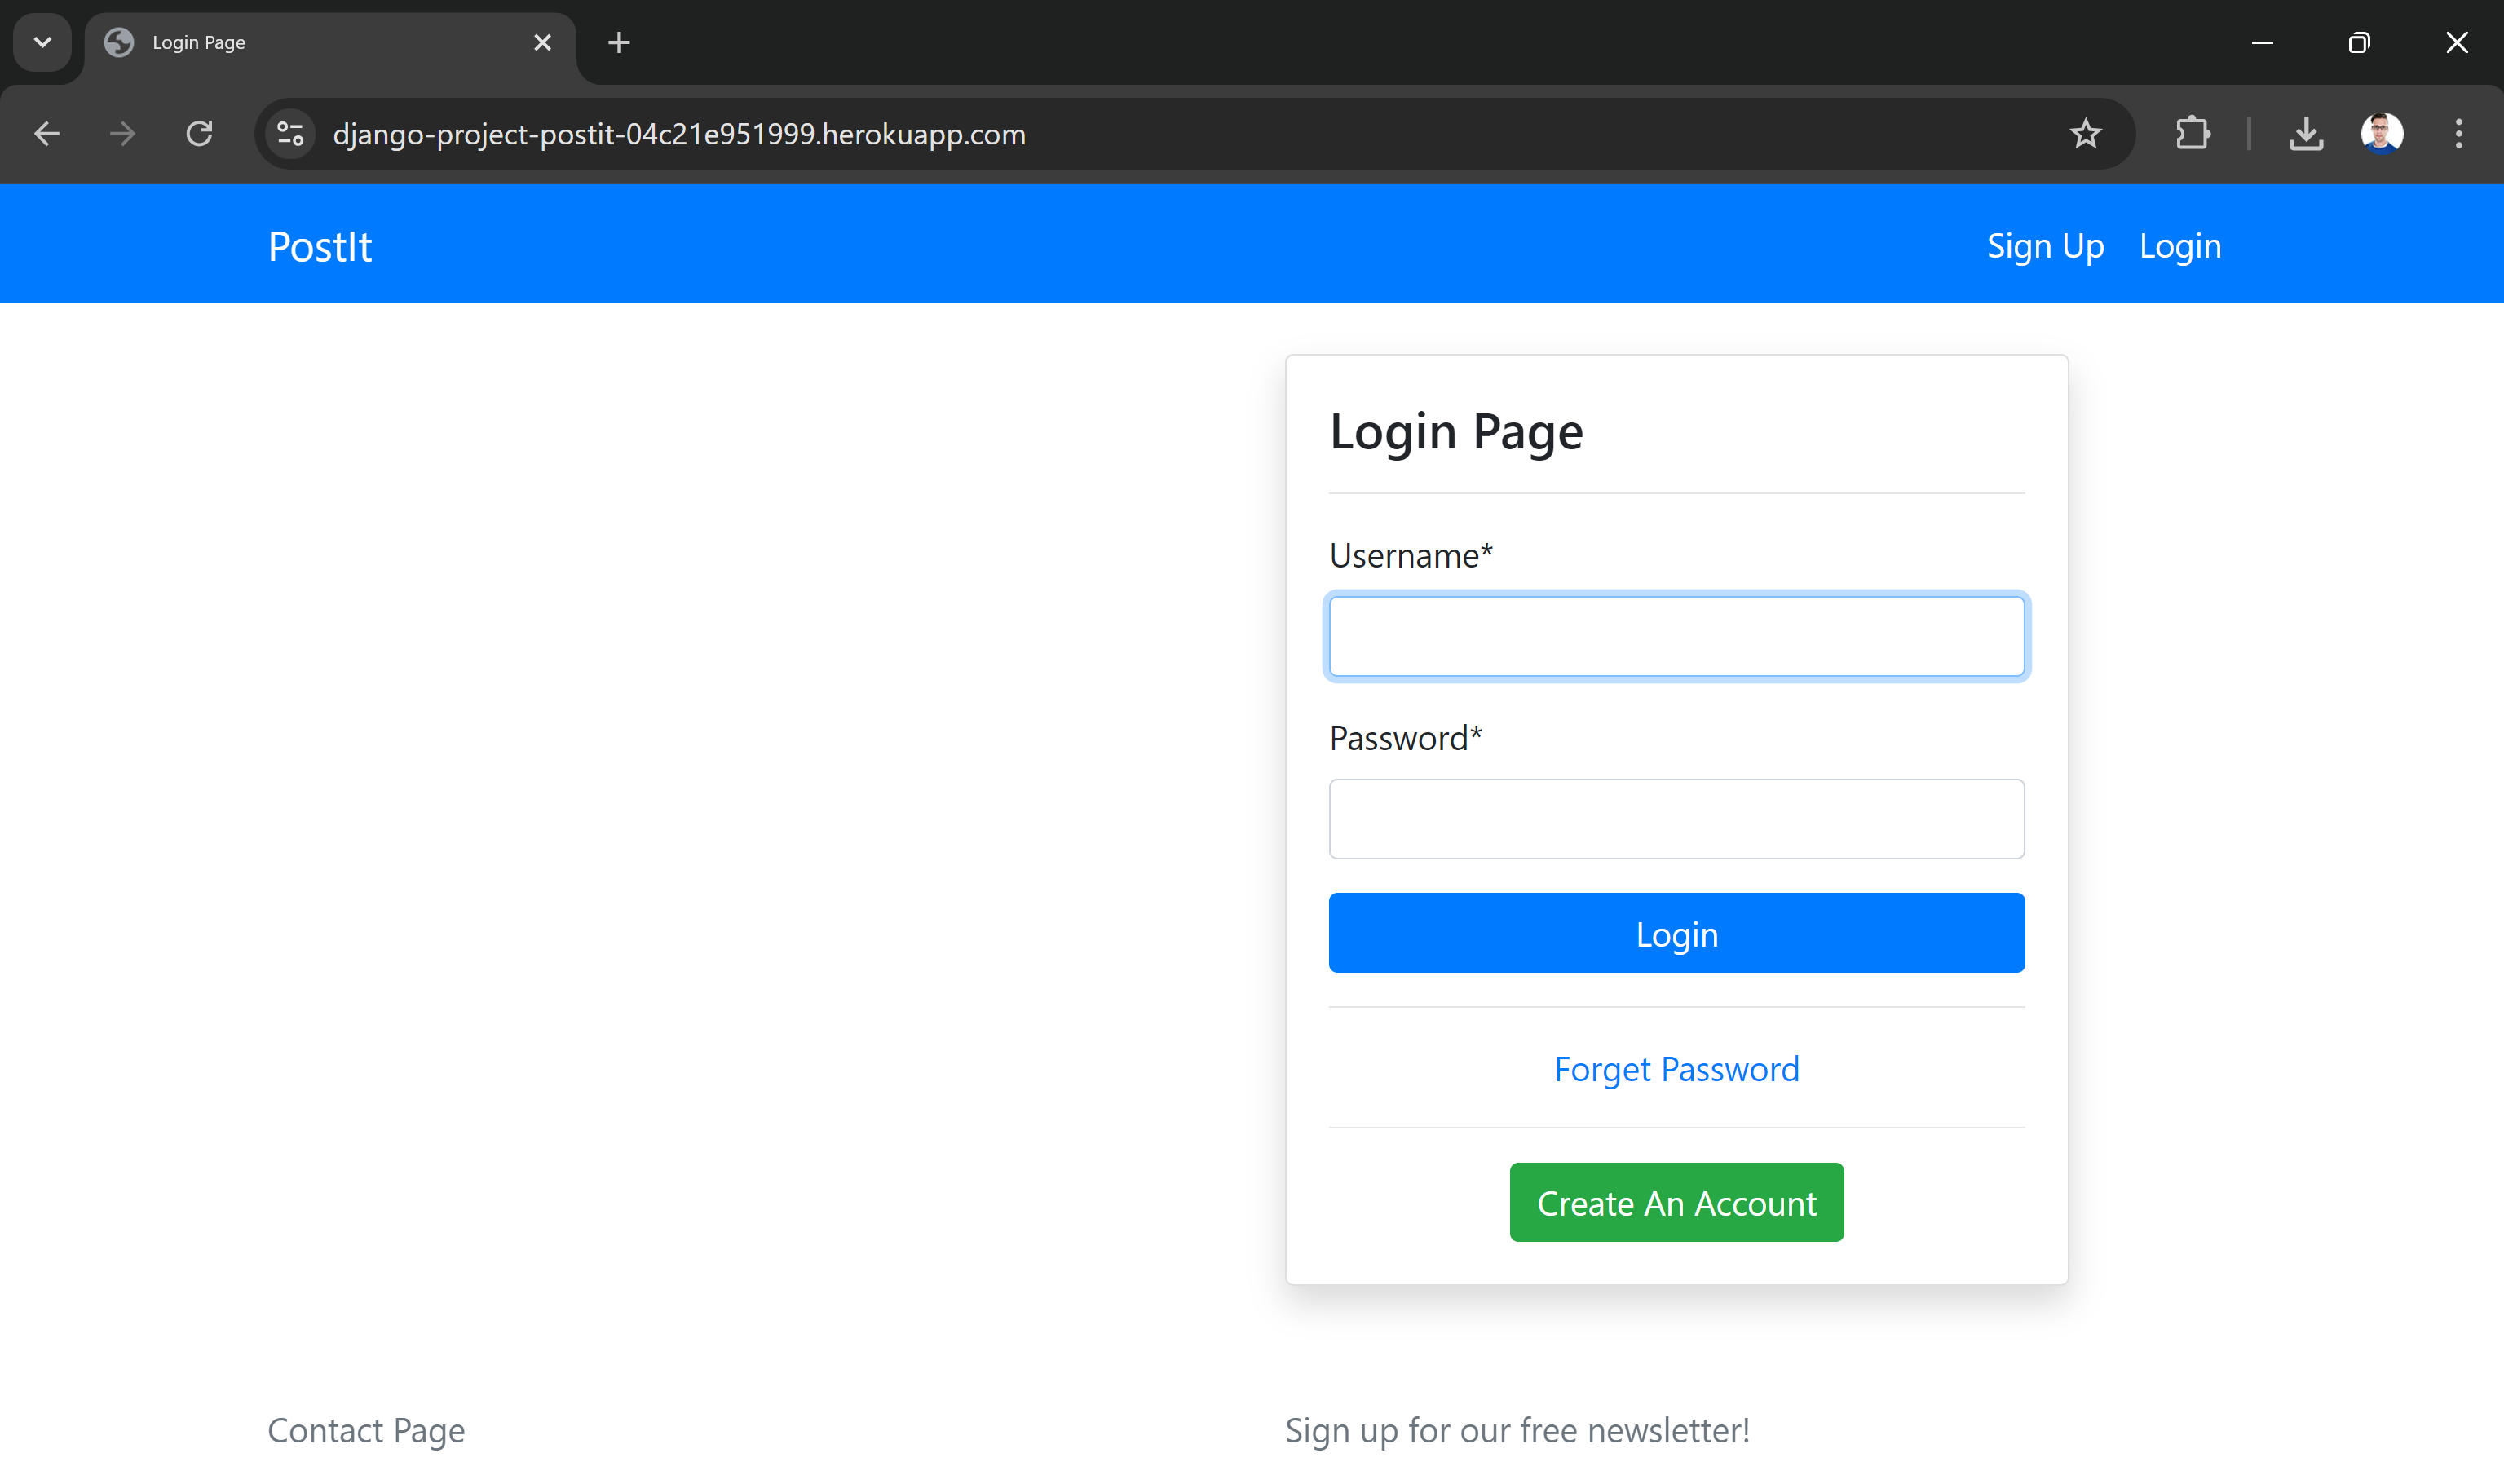 Login Page
django-project-postit-04c21e951999.herokuapp.com
PostIt
Sign Up Login
Login Page
Username*
Password*
Login
Forget Password
Create An Account
Contact Page
Sign up for our free newsletter!